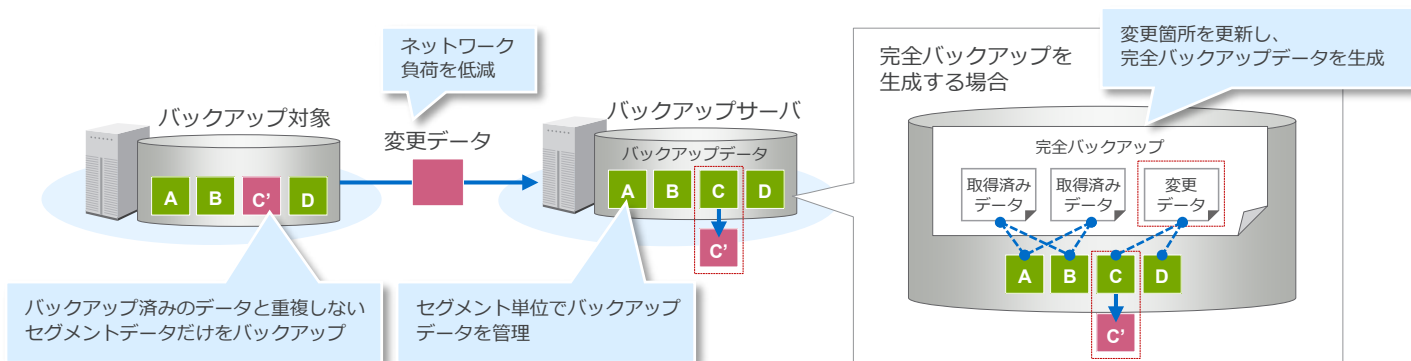 ネットワーク
負荷を低減
バックアップ対象
変更データ
バックアップサーバ
バックアップデータ
A B C' D
A B C D
C'
バックアップ済みのデータと重複しない
セグメントデータだけをバックアップ
セグメント単位でバックアップ
データを管理
完全バックアップを
生成する場合
変更箇所を更新し、
完全バックアップデータを生成
完全バックアップ
取得済み
データ
取得済み
データ
変更
データ
A B C D
C'